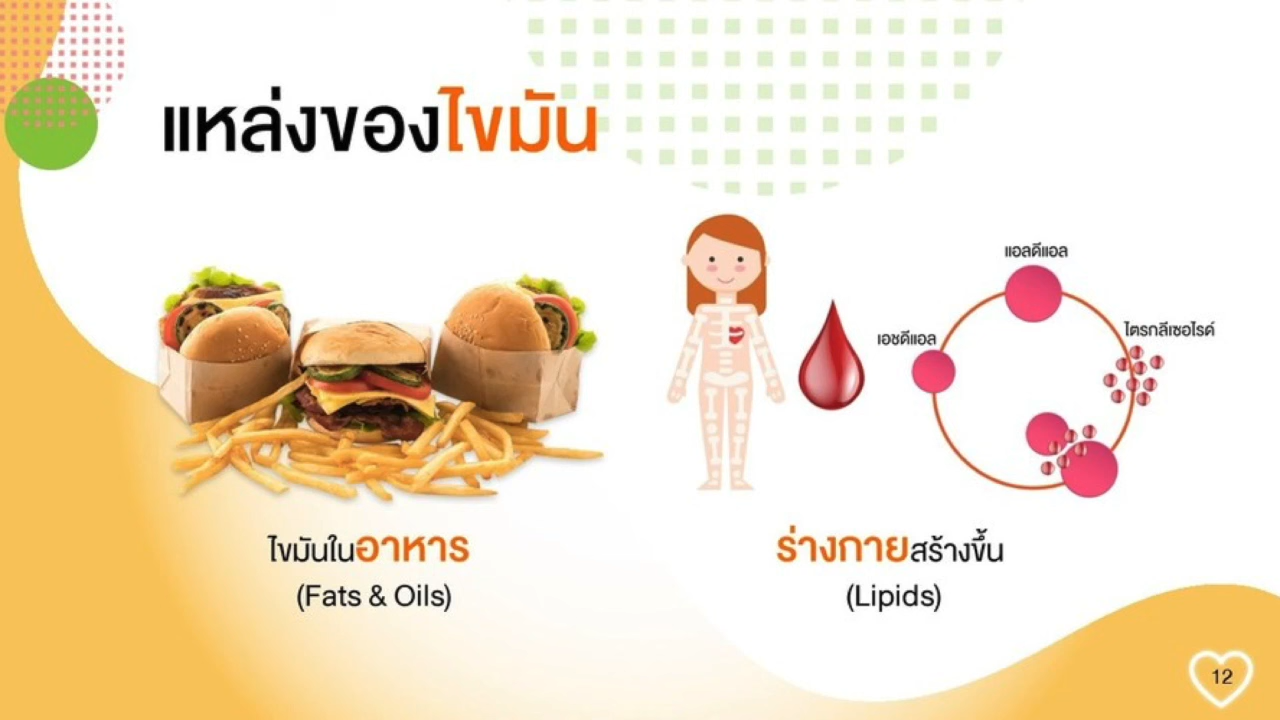 แหล่งของไขมัน
แอลดีแอล
ไตรกลีเซอไรด์
เอชดีแอล
ไขมันในอาหาร
(Fats & Oils)
ร่างกายสร้างขึ้น
(Lipids)
12